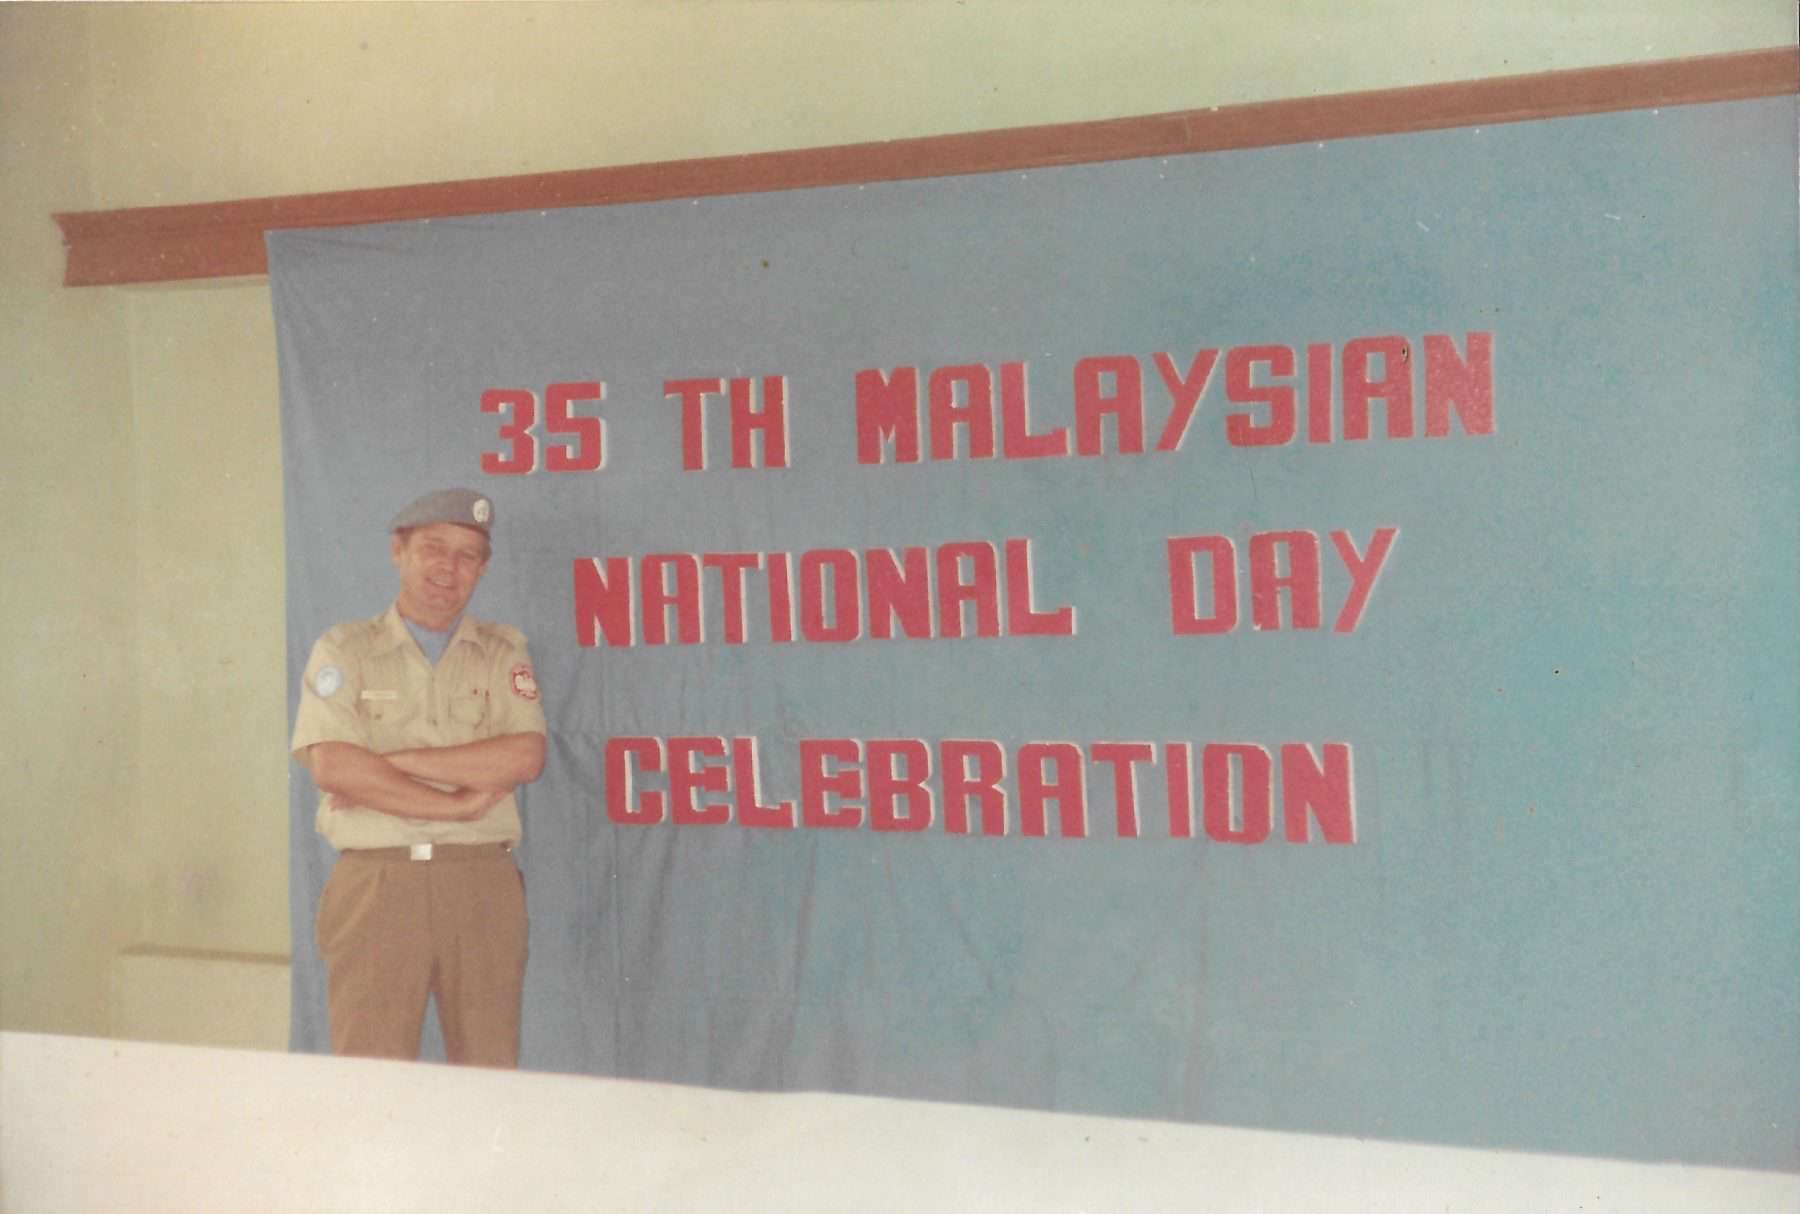 35 TH MALAYSIAN
NATIONAL DAY
CELEBRATION